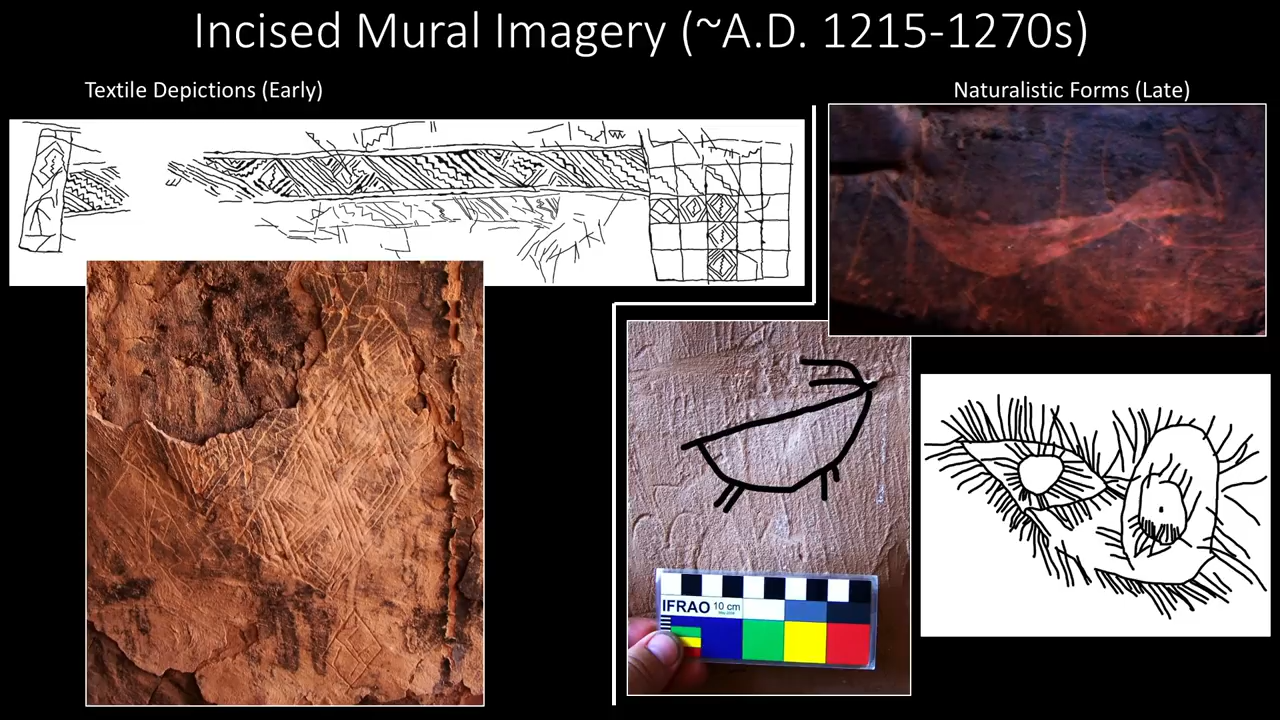 Incised Mural Imagery (~A.D. 1215-1270s)
Textile Depictions (Early)
Naturalistic Forms (Late)
IFRAO 10 cm